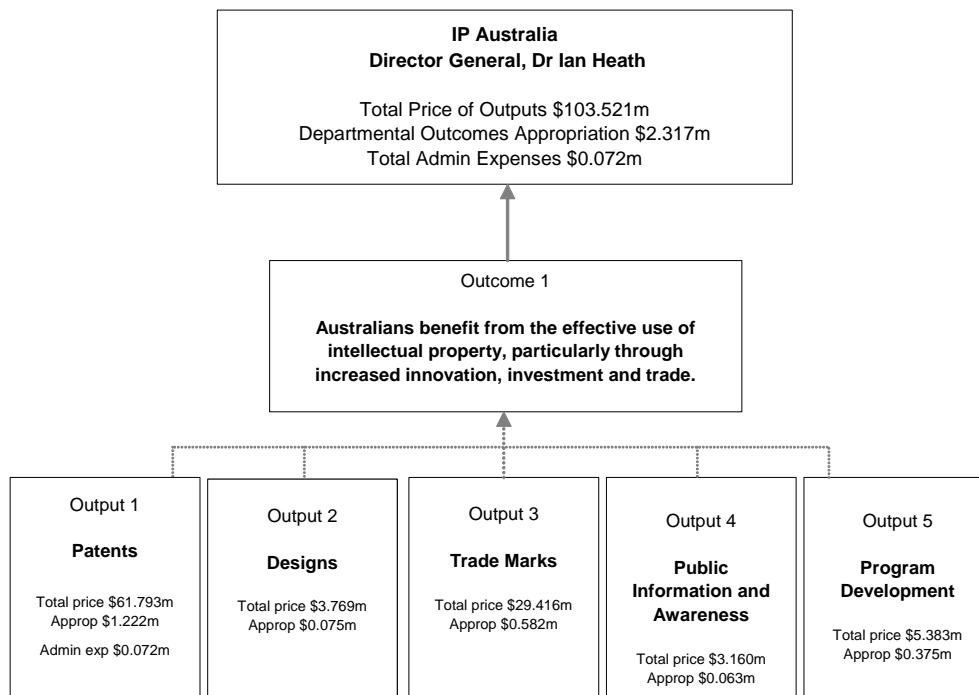 IP Australia
Director General, Dr Ian Heath
Total Price of Outputs $103.521m
Departmental Outcomes Appropriation $2.317m
Total Admin Expenses $0.072m
Outcome 1
Australians benefit from the effective use of
intellectual property, particularly through
increased innovation, investment and trade.
Output 1
Patents
Total price $61.793m
Approp $1.222m
Admin exp $0.072m
Output 2
Designs
Total price $3.769m
Approp $0.075m
Output 3
Trade Marks
Total price $29.416m
Approp $0.582m
Output 4
Public
Information and
Awareness
Total price $3.160m
Approp $0.063m
Output 5
Program
Development
Total price $5.383m
Approp $0.375m